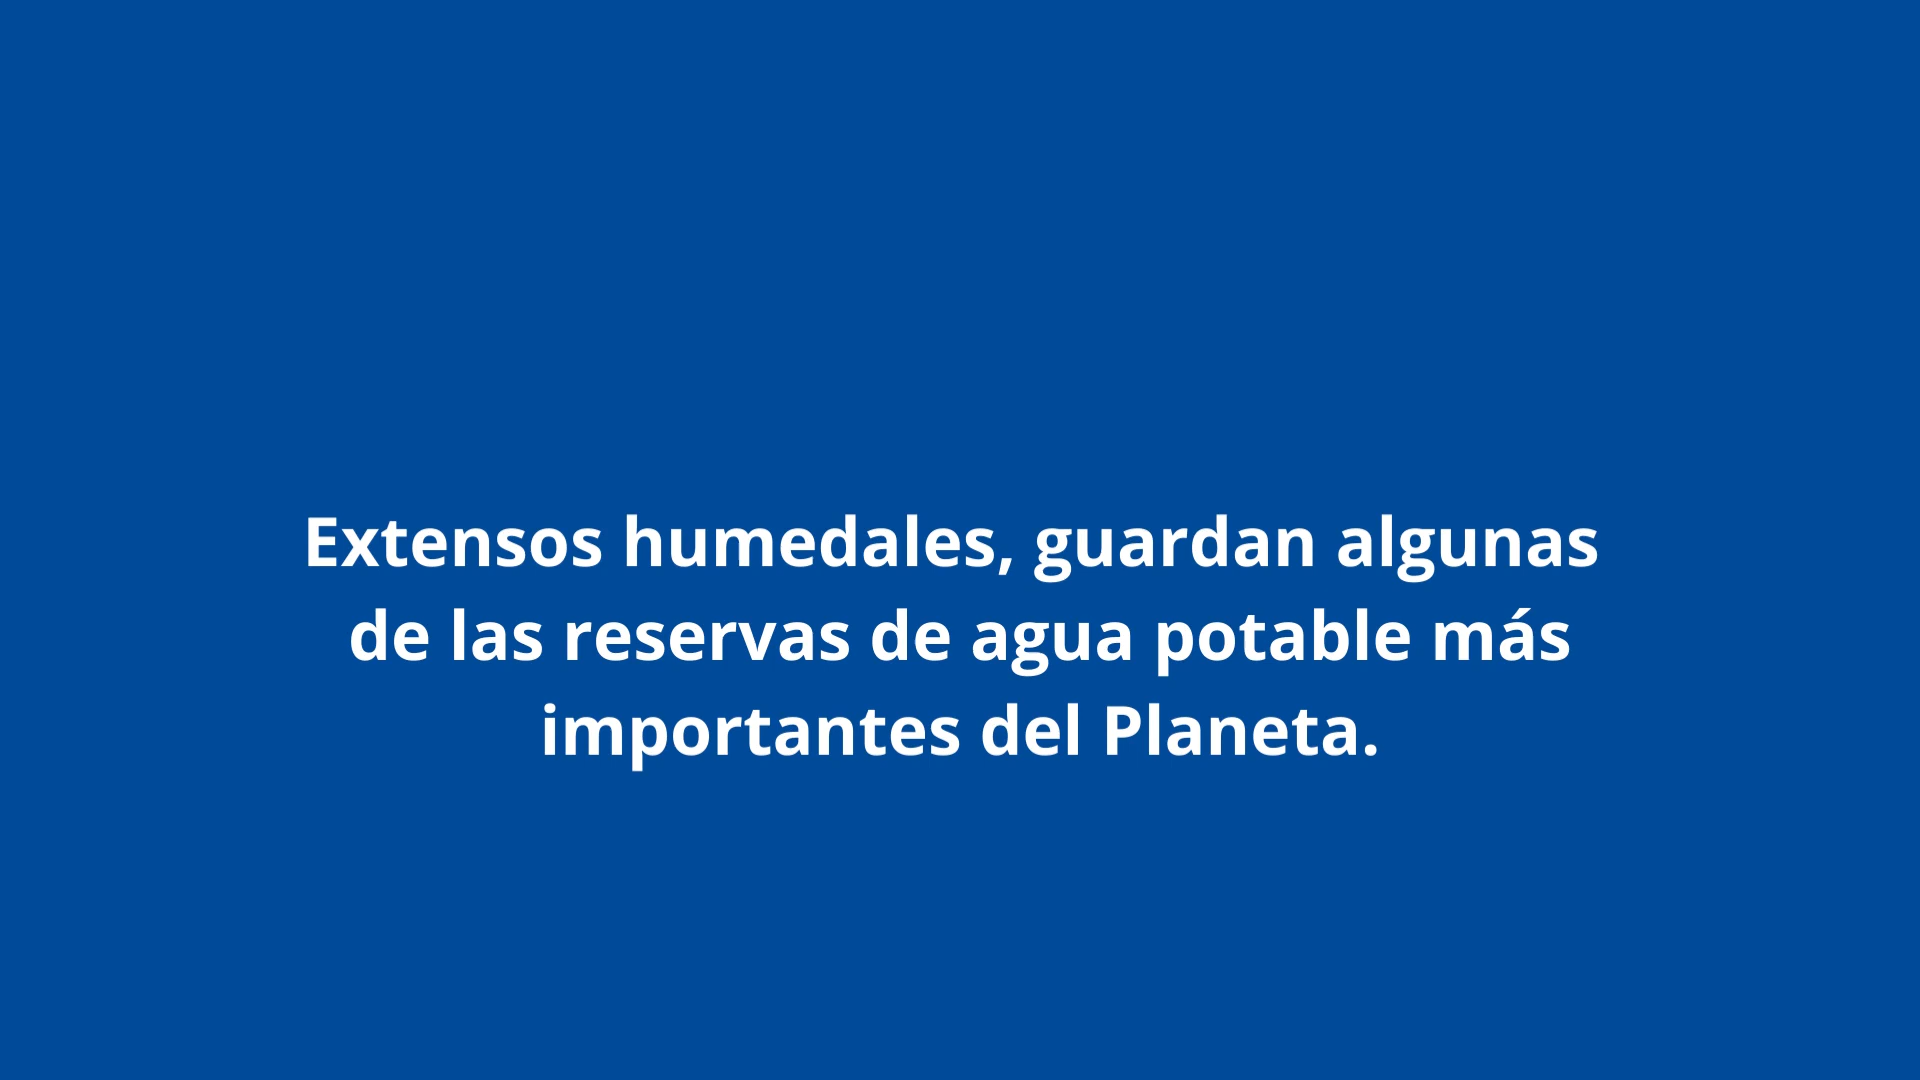 Extensos humedales, guardan algunas
de las reservas de agua potable más
importantes del Planeta.